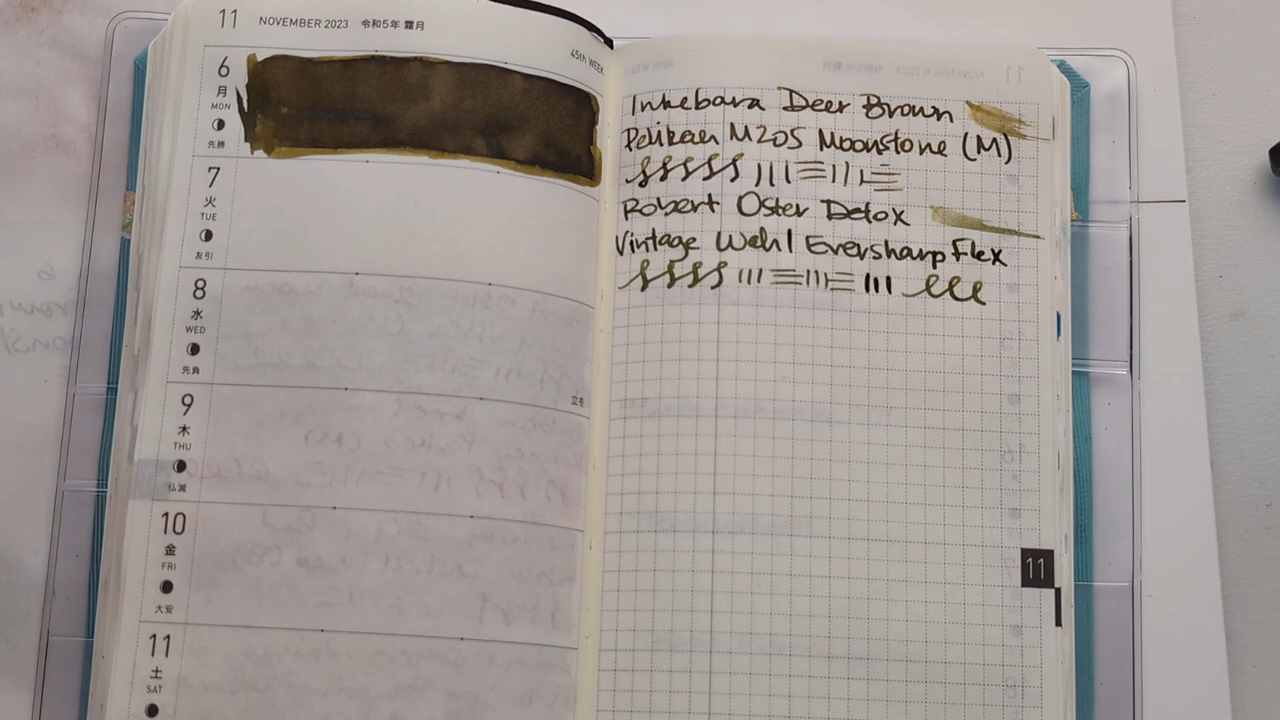 11 NOVEMBER 2023 令和5年 霜月
45th WEEK
6
月
MON
先勝
7
火
TUE
友引
8
水
WED
先負
9
木
THU
仏滅
立冬
10
金
FRI
大安
11
土
SAT
Inkebara Deer Brown
Pelikan M205 Moonstone (M)
Robert Oster Detox
Vintage Wahl Eversharp Flex
11